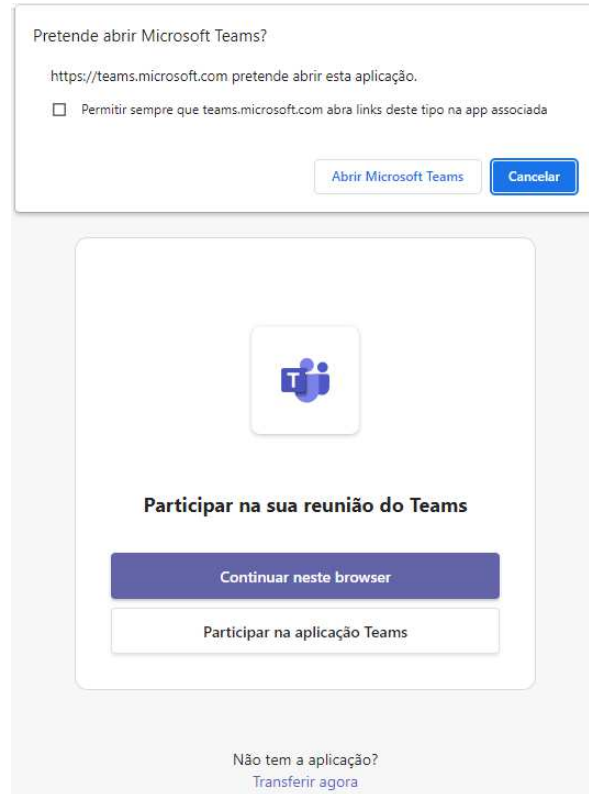 Pretende abrir Microsoft Teams?
https://teams.microsoft.com pretende abrir esta aplicação.
Permitir sempre que teams.microsoft.com abra links deste tipo na app associada
Abrir Microsoft Teams
Cancelar
T
Participar na sua reunião do Teams
Continuar neste browser
Participar na aplicação Teams
Não tem a aplicação?
Transferir agora